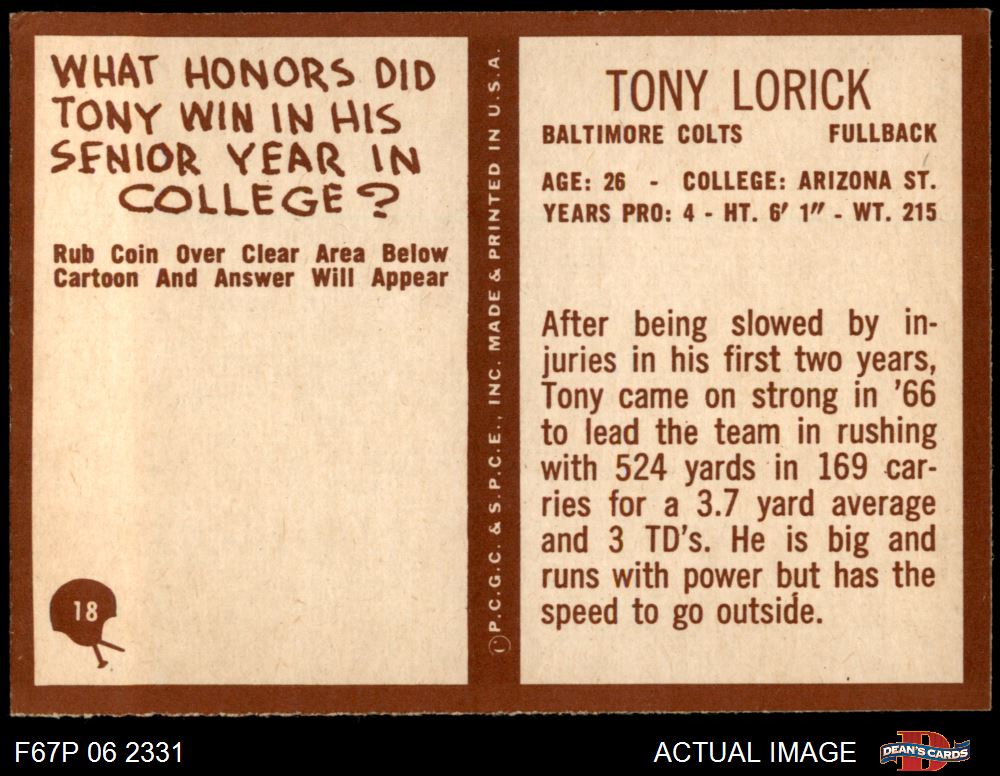 WHAT HONORS DID
TONY WIN IN HIS
SENIOR YEAR IN
COLLEGE?
Rub Coin Over Clear Area Below
Cartoon And Answer Will Appear
18
©P.C.G.C. & S.P.C.E., INC. MADE & PRINTED IN U.S.A.
TONY LORICK
BALTIMORE COLTS FULLBACK
AGE: 26 - COLLEGE: ARIZONA ST.
YEARS PRO: 4 - HT. 6' 1" - WT. 215
After being slowed by in-
juries in his first two years,
Tony came on strong in '66
to lead the team in rushing
with 524 yards in 169 car-
ries for a 3.7 yard average
and 3 TD's. He is big and
runs with power but has the
speed to go outside.
F67P 06 2331
ACTUAL IMAGE
D
DEAN'S CARDS